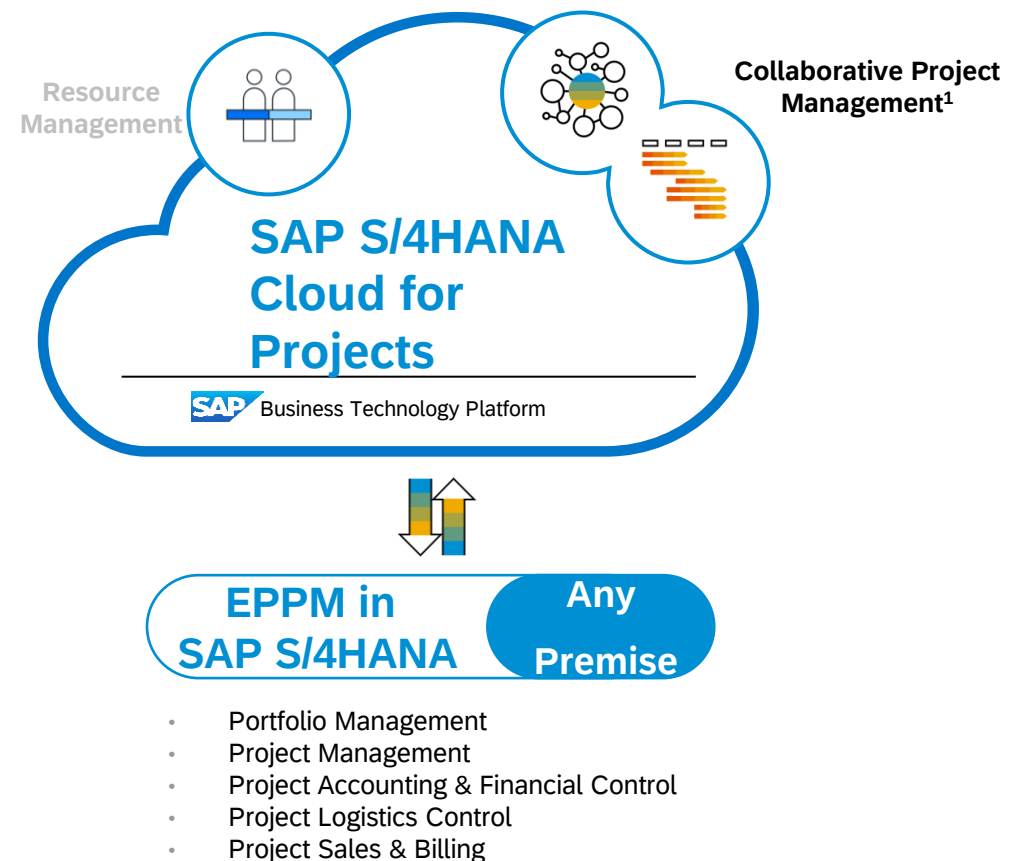 Resource
Management
Collaborative Project
Management¹
SAP S/4HANA
Cloud for
Projects
SAP Business Technology Platform
EPPM in
SAP S/4HANA
Any
Premise
• Portfolio Management
• Project Management
• Project Accounting & Financial Control
• Project Logistics Control
• Project Sales & Billing